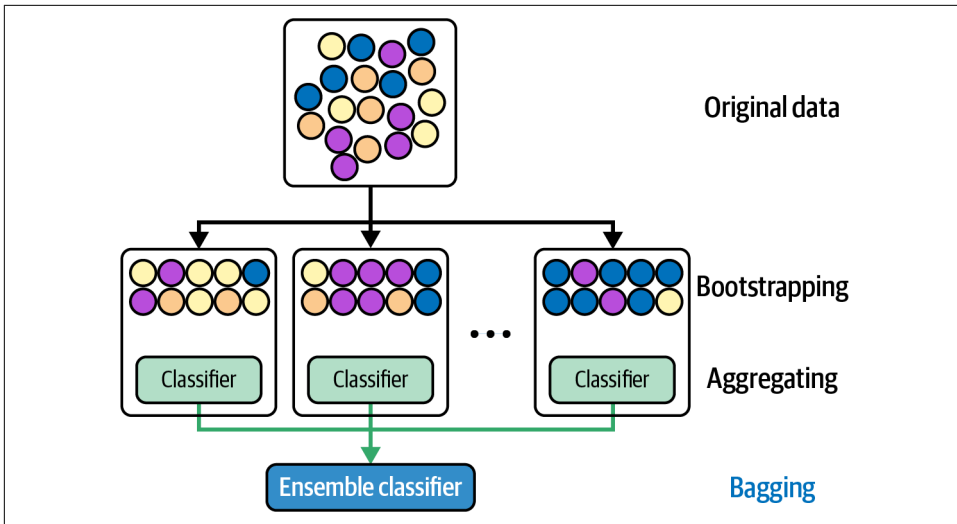 Original data
Bootstrapping
...
Classifier
Classifier
Classifier
Aggregating
Ensemble classifier
Bagging